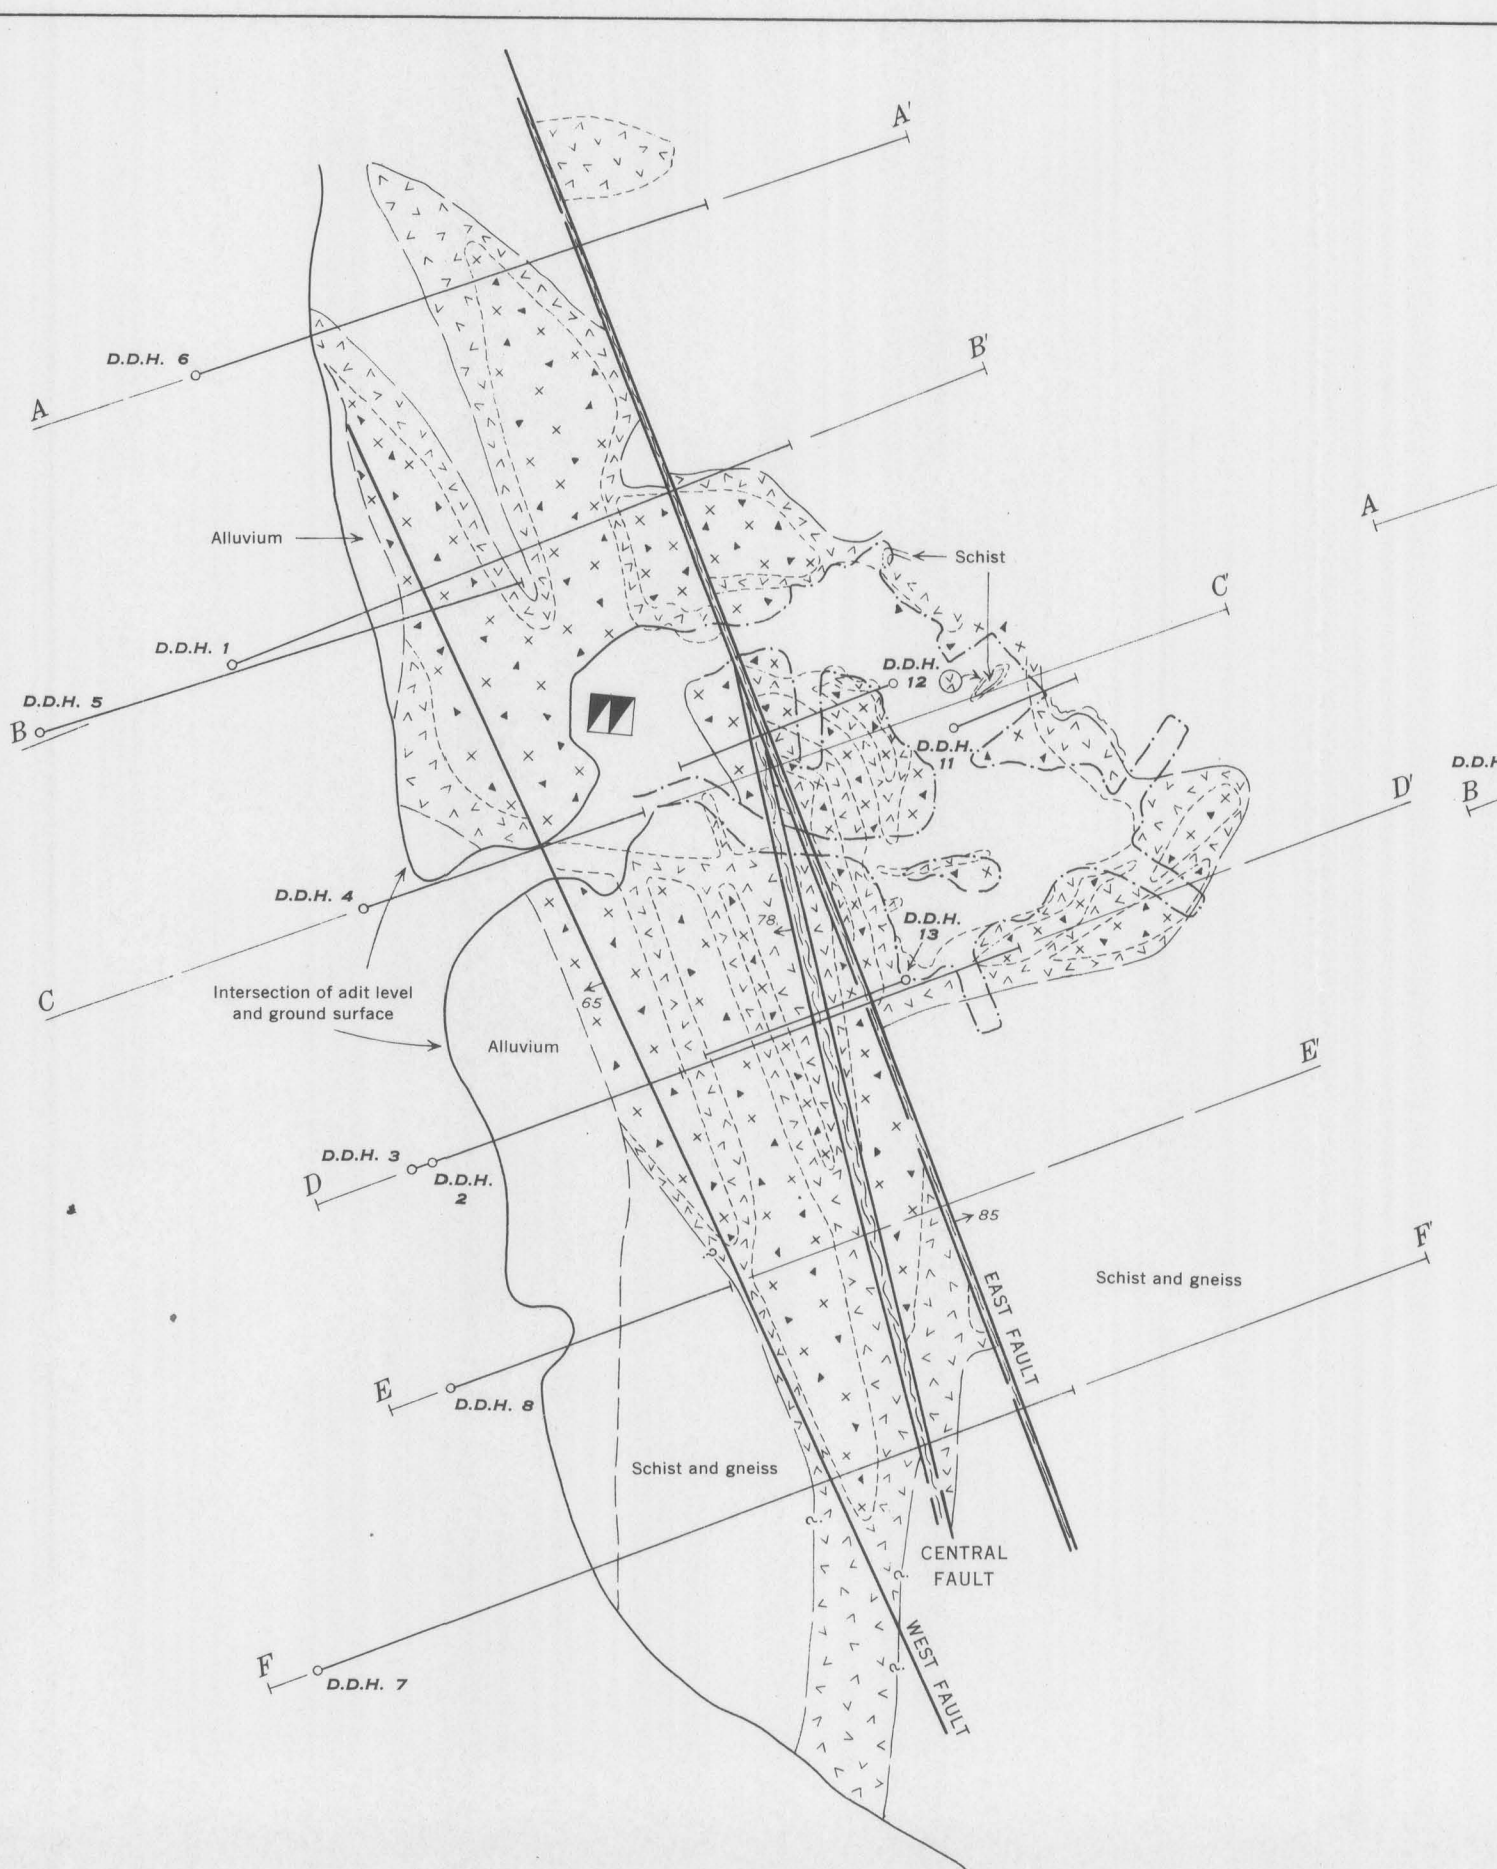 A'
D.D.H. 6
A
B'
A
Alluvium
Schist
C'
D.D.H. 1
D.D.H.
12
D.D.H. 5
B
D.D.H.
11
D.D.H
B
D'
D.D.H. 4
D.D.H.
13
78
C
Intersection of adit level
and ground surface
65
Alluvium
E'
D.D.H. 3
D
D.D.H.
2
85
?
F'
Schist and gneiss
EAST FAULT
E
D.D.H. 8
Schist and gneiss
?
CENTRAL
FAULT
?
WEST FAULT
F
?
D.D.H. 7